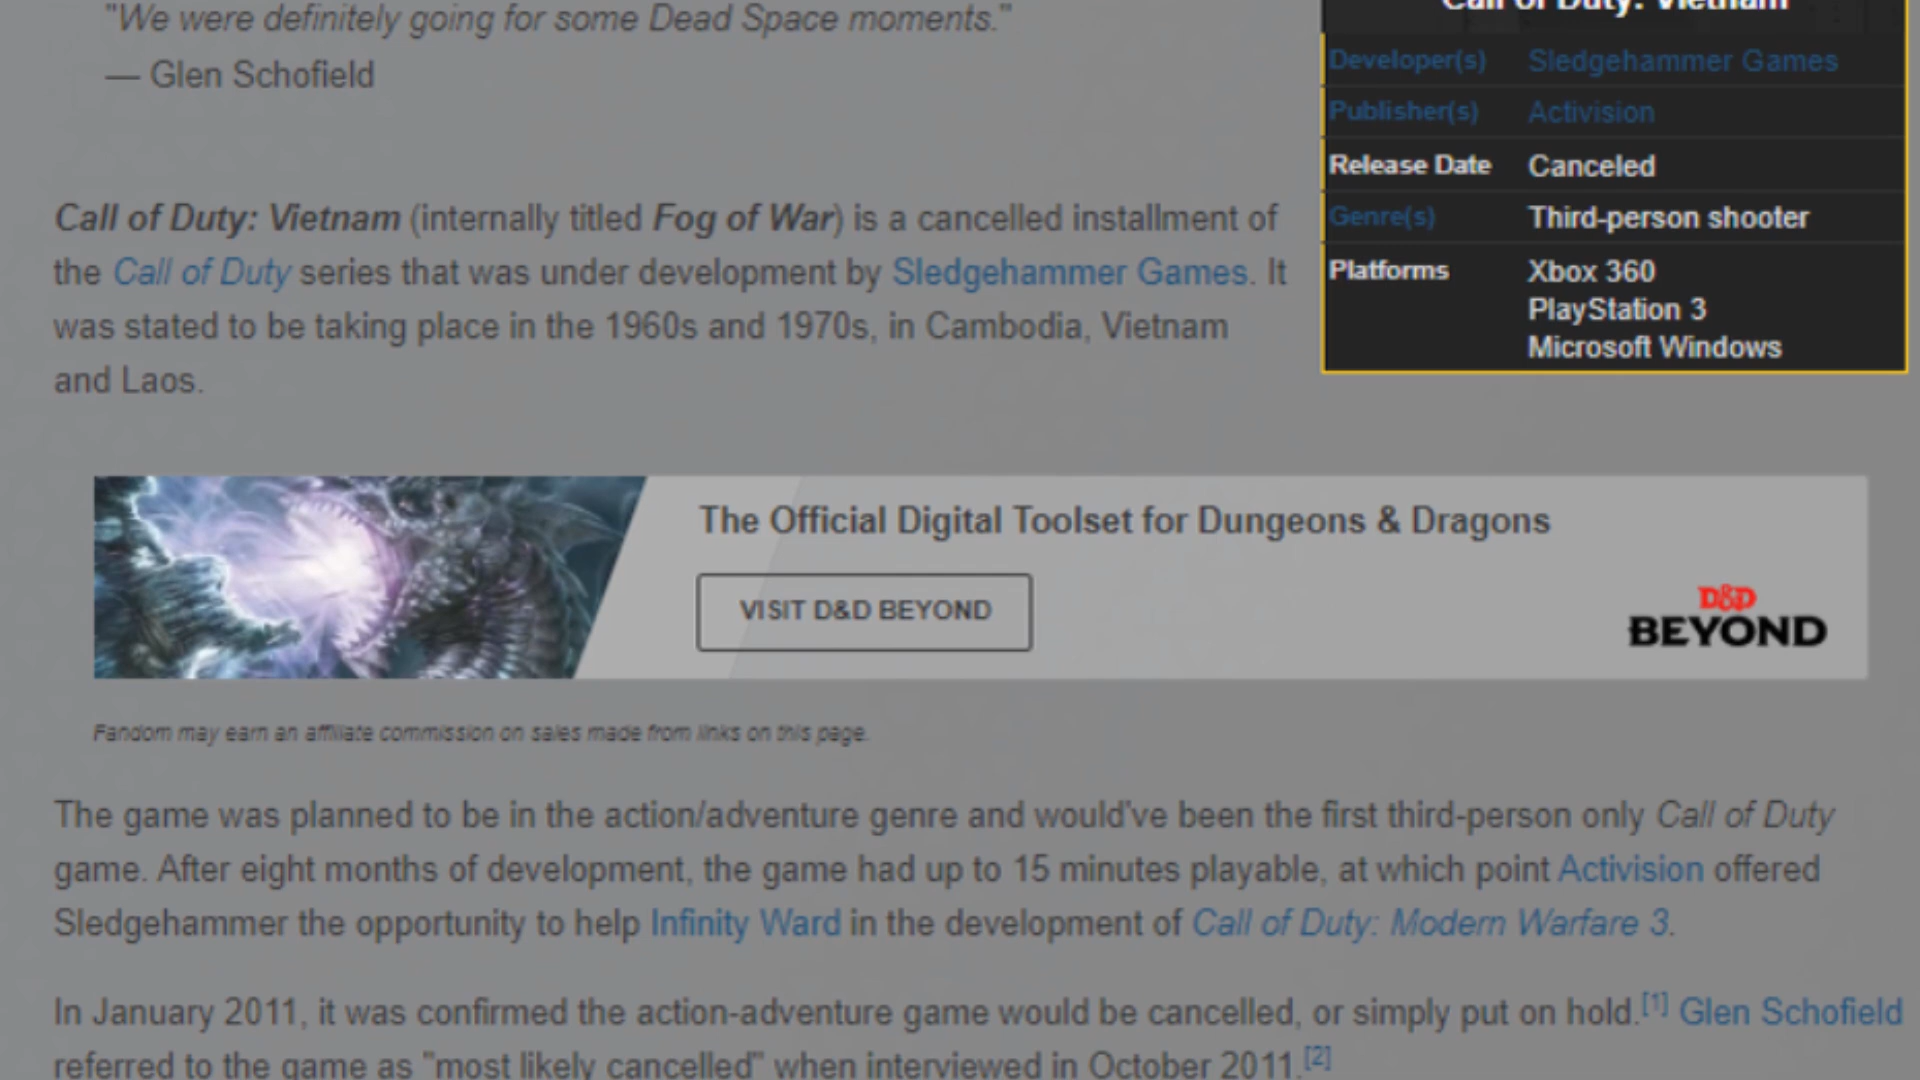 "We were definitely going for some Dead Space moments."
— Glen Schofield
Call of Duty: Vietnam
Developer(s) Sledgehammer Games
Publisher(s) Activision
Release Date Canceled
Genre(s) Third-person shooter
Platforms Xbox 360
PlayStation 3
Microsoft Windows
Call of Duty: Vietnam (internally titled Fog of War) is a cancelled installment of
the Call of Duty series that was under development by Sledgehammer Games. It
was stated to be taking place in the 1960s and 1970s, in Cambodia, Vietnam
and Laos.
The Official Digital Toolset for Dungeons & Dragons
VISIT D&D BEYOND
D&D
BEYOND
Fandom may earn an affiliate commission on sales made from links on this page.
The game was planned to be in the action/adventure genre and would've been the first third-person only Call of Duty
game. After eight months of development, the game had up to 15 minutes playable, at which point Activision offered
Sledgehammer the opportunity to help Infinity Ward in the development of Call of Duty: Modern Warfare 3.
In January 2011, it was confirmed the action-adventure game would be cancelled, or simply put on hold.[1] Glen Schofield
referred to the game as "most likely cancelled" when interviewed in October 2011.[2]